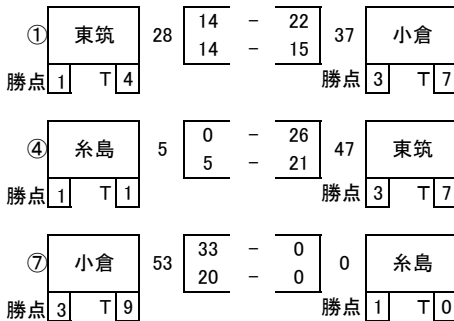 14 - 22
① 東筑 28 37 小倉
14 - 15
勝点 1 T 4 勝点 3 T 7
0 - 26
④ 糸島 5 47 東筑
5 - 21
勝点 1 T 1 勝点 3 T 7
33 - 0
⑦ 小倉 53 0 糸島
20 - 0
勝点 3 T 9 勝点 1 T 0